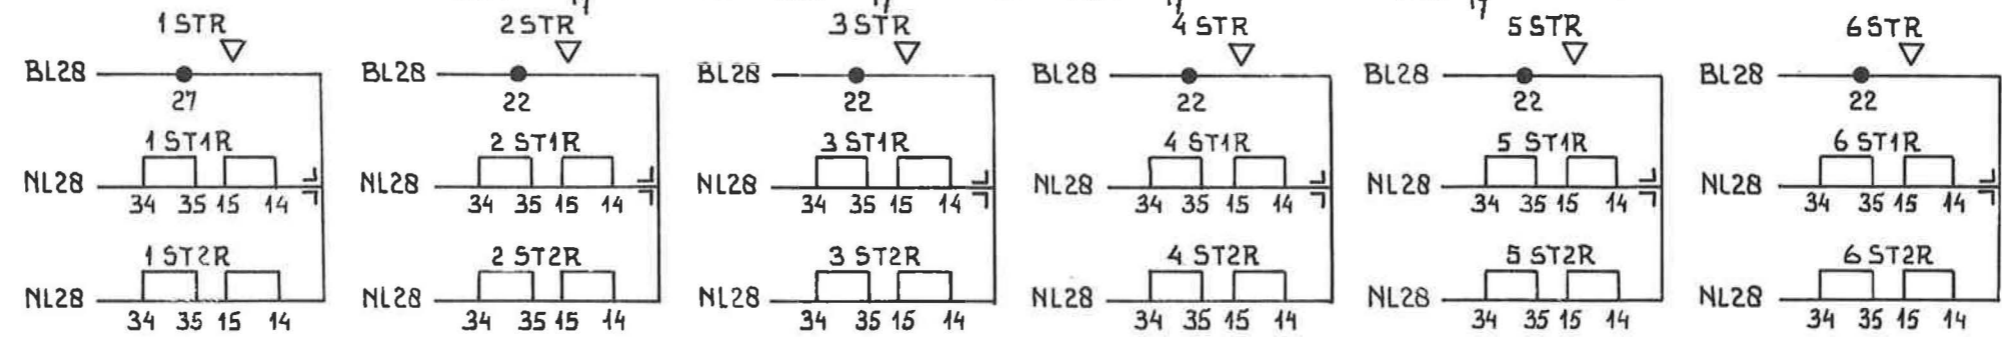 17 17 17 17
1 STR 2 STR 3 STR 4 STR 5 STR 6 STR
BL28 BL28 BL28 BL28 BL28 BL28
27 22 22 22 22 22
1 ST1R 2 ST1R 3 ST1R 4 ST1R 5 ST1R 6 ST1R
NL28 NL28 NL28 NL28 NL28 NL28
34 35 15 14 34 35 15 14 34 35 15 14 34 35 15 14 34 35 15 14 34 35 15 14
1 ST2R 2 ST2R 3 ST2R 4 ST2R 5 ST2R 6 ST2R
NL28 NL28 NL28 NL28 NL28 NL28
34 35 15 14 34 35 15 14 34 35 15 14 34 35 15 14 34 35 15 14 34 35 15 14